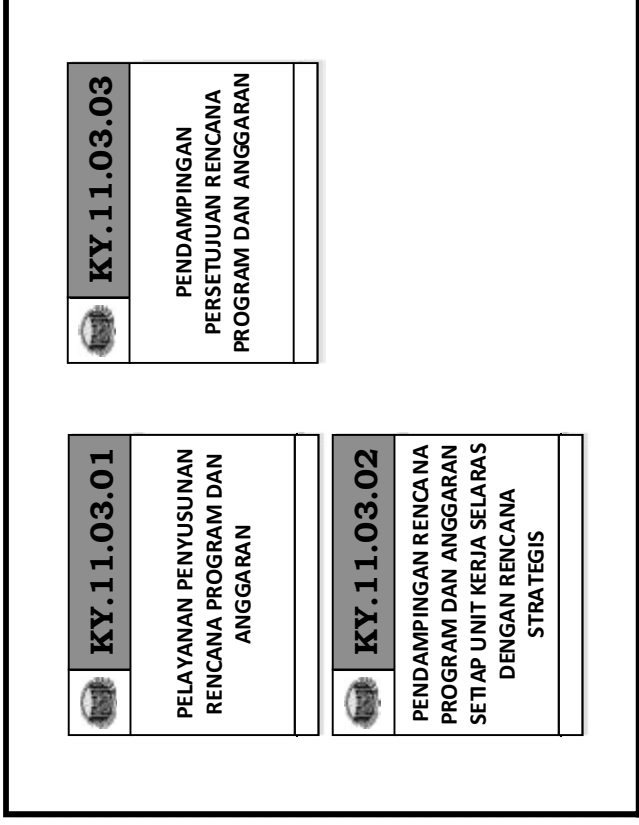 KY.11.03.01
PELAYANAN PENYUSUNAN
RENCANA PROGRAM DAN
ANGGARAN
KY.11.03.02
PENDAMPINGAN RENCANA
PROGRAM DAN ANGGARAN
SETIAP UNIT KERJA SELARAS
DENGAN RENCANA
STRATEGIS
KY.11.03.03
PENDAMPINGAN
PERSETUJUAN RENCANA
PROGRAM DAN ANGGARAN